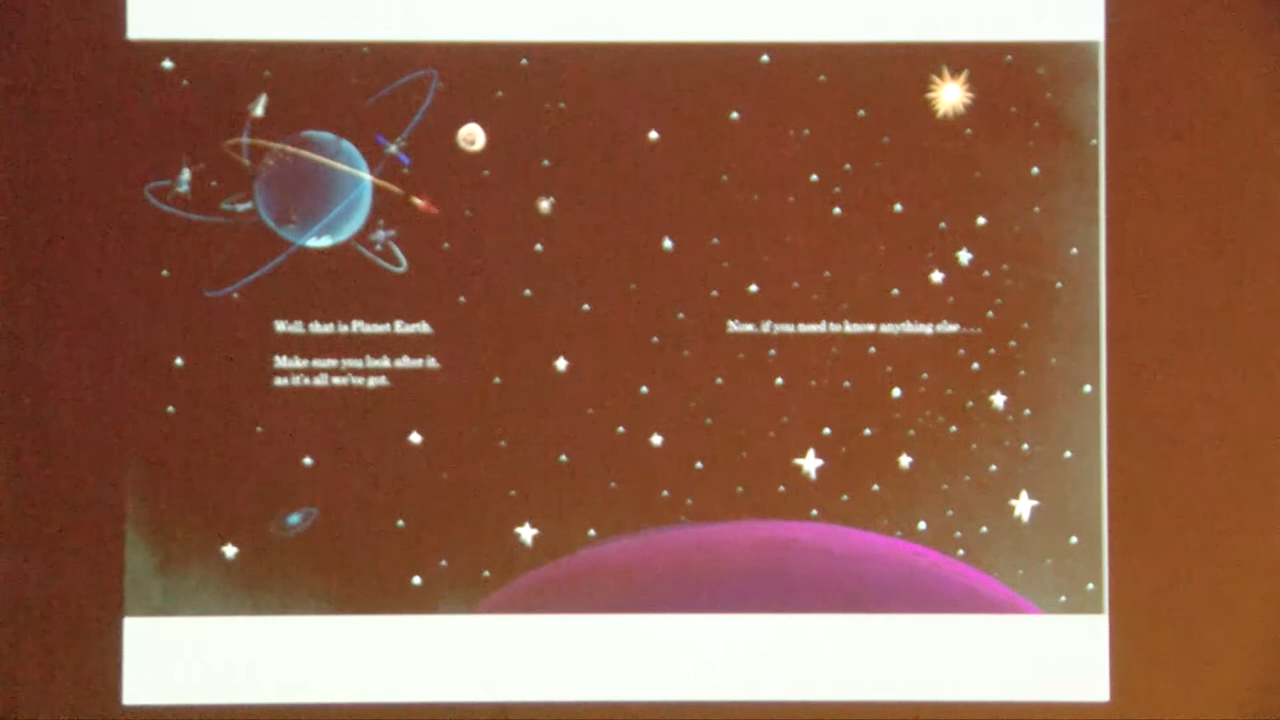 Well, that is Planet Earth.
Make sure you look after it,
as it's all we've got.
Now, if you need to know anything else . . .